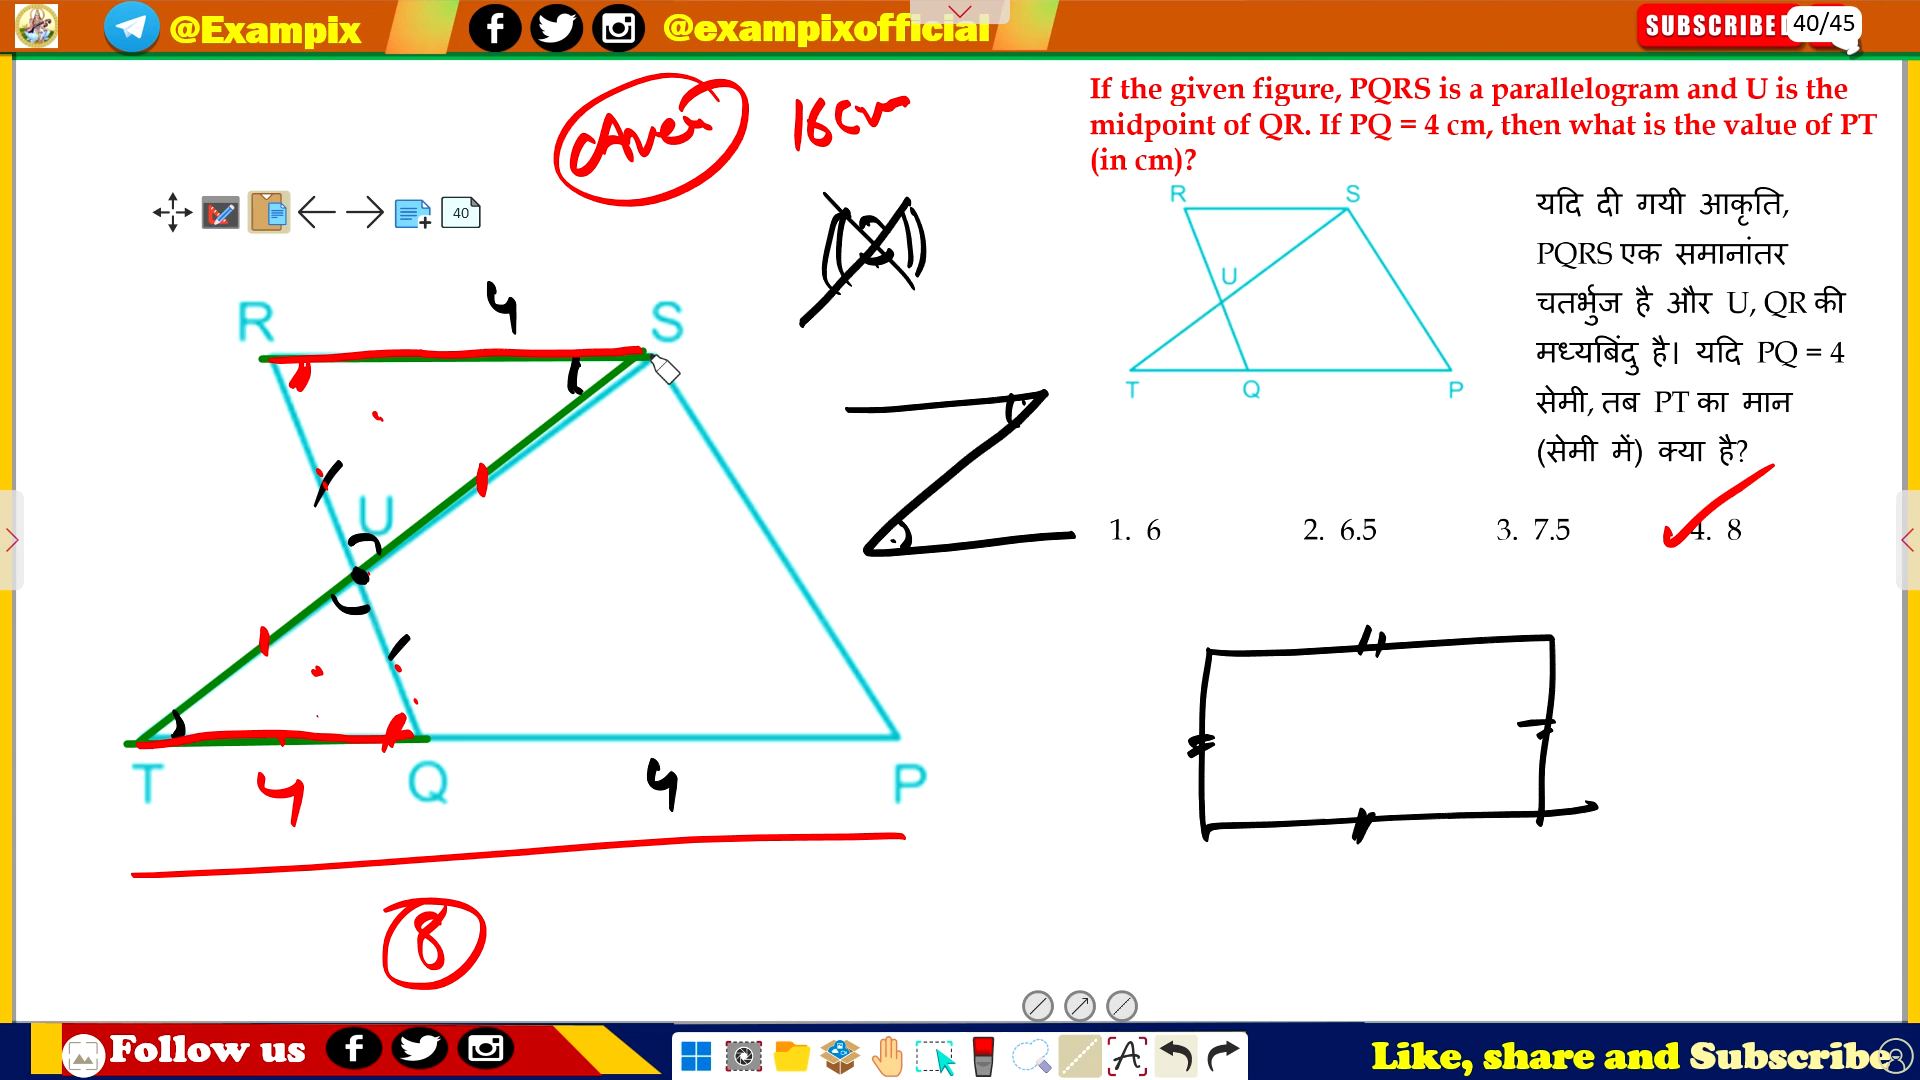 @Exampix
@exampixofficial
SUBSCRIBE
40/45
If the given figure, PQRS is a parallelogram and U is the
midpoint of QR. If PQ = 4 cm, then what is the value of PT
(in cm)?
16cm
40
R S
U
T Q P
यदि दी गयी आकृति,
PQRS एक समानांतर
चतर्भुज है और U, QR की
मध्यबिंदु है। यदि PQ = 4
सेमी, तब PT का मान
(सेमी में) क्या है?
1. 6 2. 6.5 3. 7.5 4. 8
4
R S
U
T Q P
4 4
8
Follow us
Like, share and Subscribe